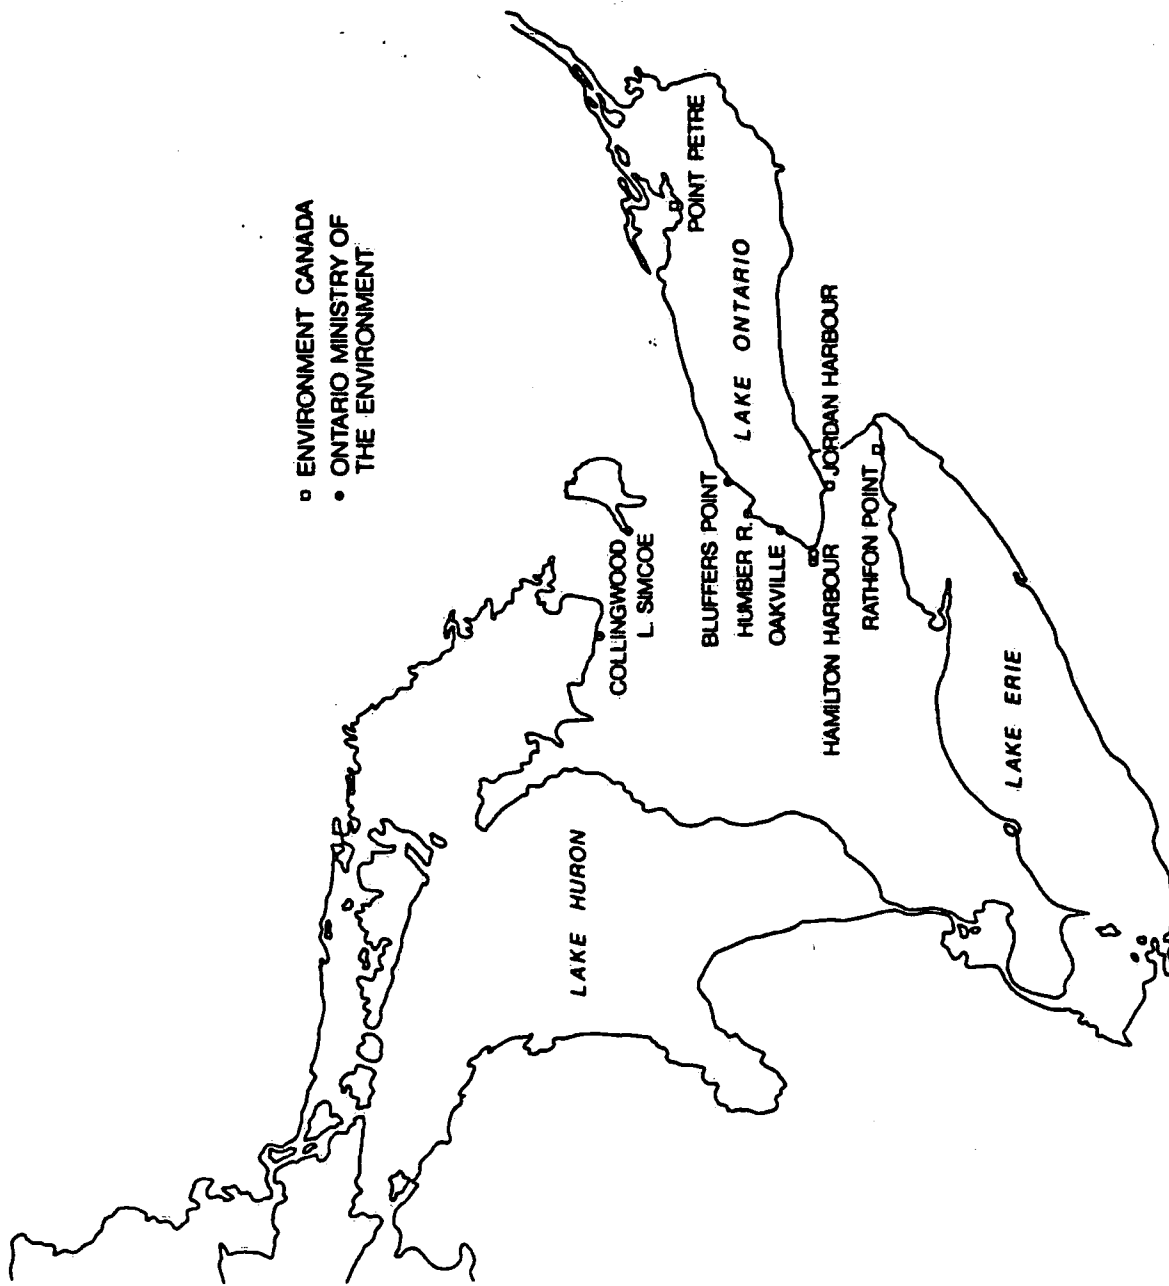 ▫ ENVIRONMENT CANADA
• ONTARIO MINISTRY OF
THE ENVIRONMENT
COLLINGWOOD
L. SIMCOE
POINT PETRE
LAKE ONTARIO
BLUFFERS POINT
HUMBER R.
OAKVILLE
JORDAN HARBOUR
HAMILTON HARBOUR
RATHFON POINT
LAKE HURON
LAKE ERIE